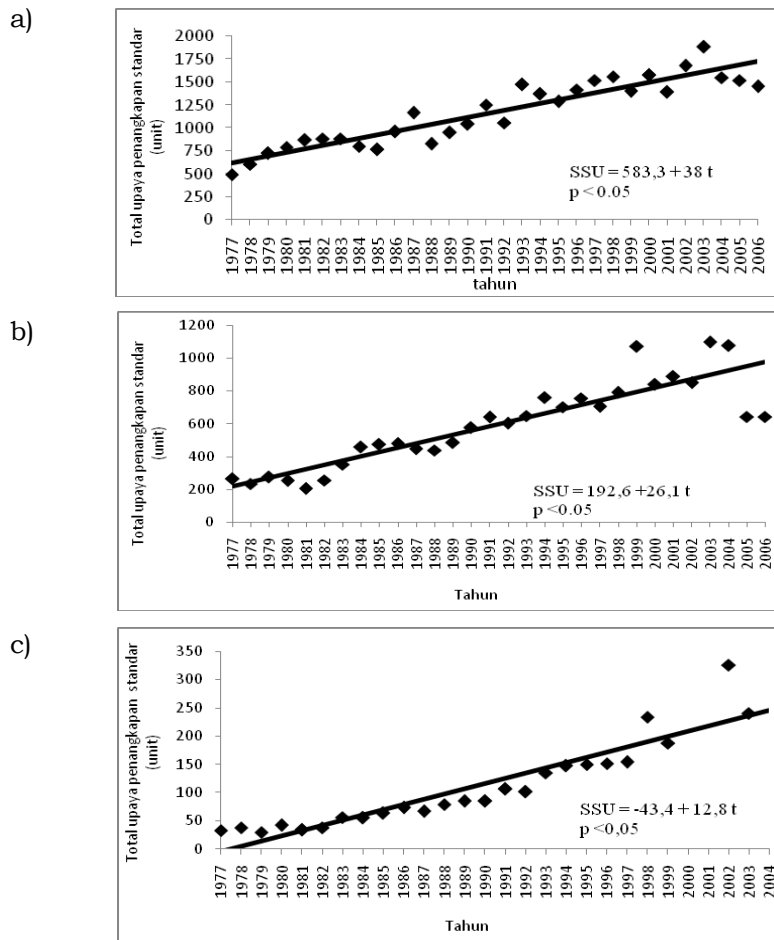 a)
Total upaya penangkapan standar
(unit)
2000
1750
1500
1250
1000
750
500
250
0
SSU = 583,3 + 38 t
p < 0.05
1977 1978 1979 1980 1981 1982 1983 1984 1985 1986 1987 1988 1989 1990 1991 1992 1993 1994 1995 1996 1997 1998 1999 2000 2001 2002 2003 2004 2005 2006
tahun
b)
Total upaya penangkapan standar
(unit)
1200
1000
800
600
400
200
0
SSU = 192,6 +26,1 t
p <0.05
1977 1978 1979 1980 1981 1982 1983 1984 1985 1986 1987 1988 1989 1990 1991 1992 1993 1994 1995 1996 1997 1998 1999 2000 2001 2002 2003 2004 2005 2006
Tahun
c)
Total upaya penangkapan standar
(unit)
350
300
250
200
150
100
50
0
SSU = -43,4 + 12,8 t
p <0,05
1977 1978 1979 1980 1981 1982 1983 1984 1985 1986 1987 1988 1989 1990 1991 1992 1993 1994 1995 1996 1997 1998 1999 2000 2001 2002 2003 2004
Tahun